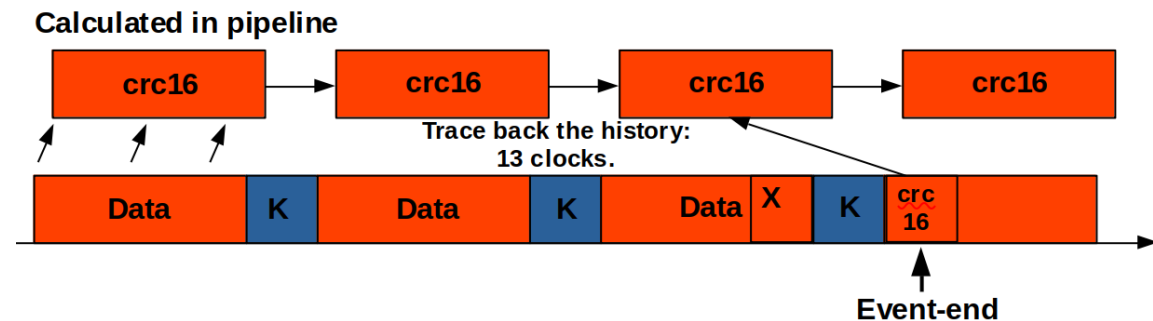 Calculated in pipeline
crc16 crc16 crc16 crc16
Trace back the history:
13 clocks.
Data K Data K Data X K crc
16
Event-end